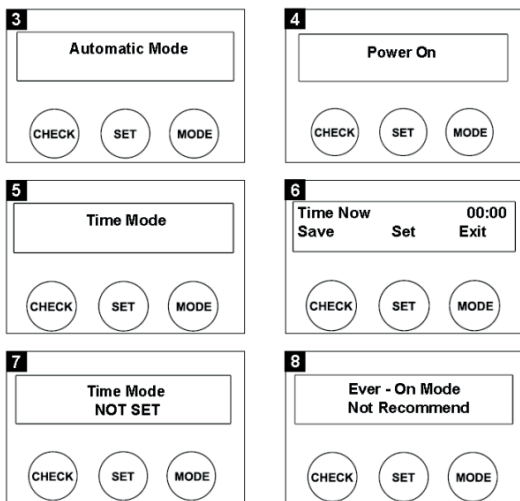 3
Automatic Mode
CHECK SET MODE
4
Power On
CHECK SET MODE
5
Time Mode
CHECK SET MODE
6
Time Now 00:00
Save Set Exit
CHECK SET MODE
7
Time Mode
NOT SET
CHECK SET MODE
8
Ever - On Mode
Not Recommend
CHECK SET MODE